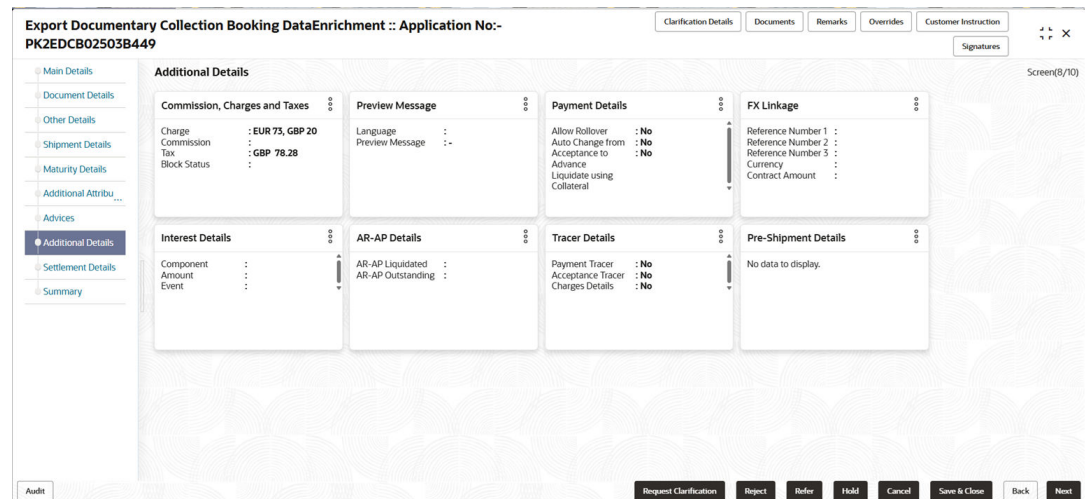 Export Documentary Collection Booking DataEnrichment :: Application No:-
PK2EDCB02503B449
Clarification Details
Documents
Remarks
Overrides
Customer Instruction
Signatures
Main Details
Document Details
Other Details
Shipment Details
Maturity Details
Additional Attribu...
Advices
Additional Details
Settlement Details
Summary
Additional Details
Screen(8/10)
Commission, Charges and Taxes
Charge : EUR 73, GBP 20
Commission :
Tax : GBP 78.28
Block Status :
Preview Message
Language :
Preview Message : -
Payment Details
Allow Rollover : No
Auto Change from : No
Acceptance to : No
Advance
Liquidate using
Collateral
FX Linkage
Reference Number 1 :
Reference Number 2 :
Reference Number 3 :
Currency :
Contract Amount :
Interest Details
Component :
Amount :
Event :
AR-AP Details
AR-AP Liquidated :
AR-AP Outstanding :
Tracer Details
Payment Tracer : No
Acceptance Tracer : No
Charges Details : No
Pre-Shipment Details
No data to display.
Audit
Request Clarification
Reject
Refer
Hold
Cancel
Save & Close
Back
Next